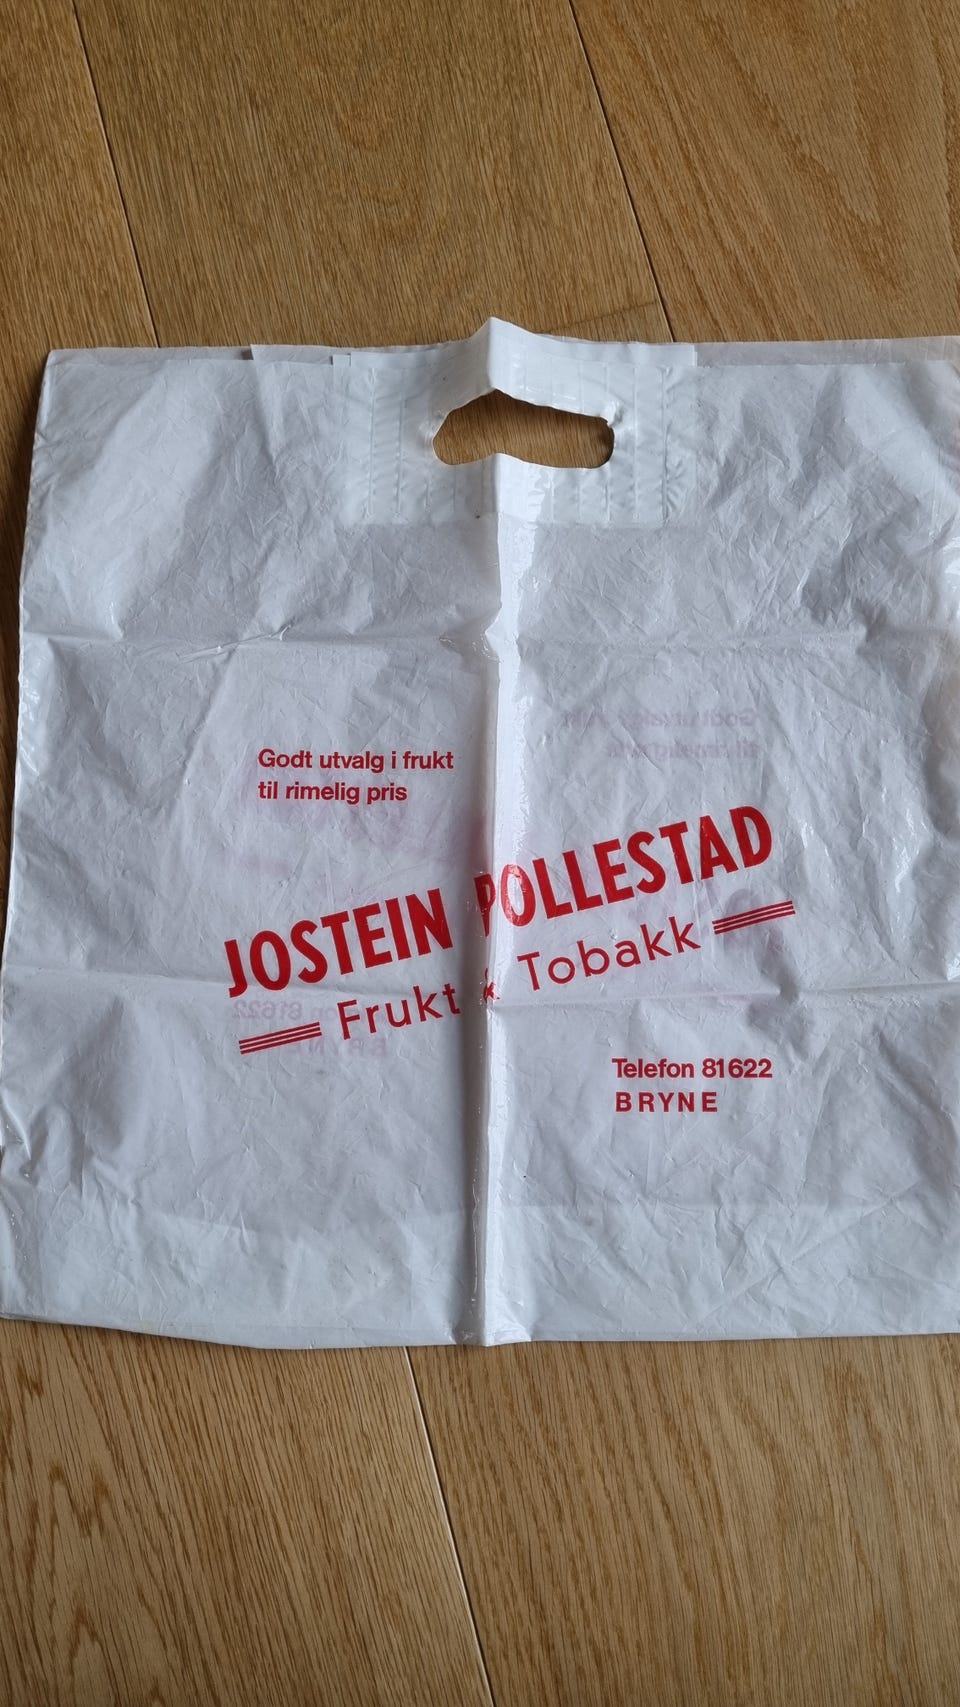 Godt utvalg i frukt
til rimelig pris
JOSTEIN POLLESTAD
Frukt & Tobakk
Telefon 81622
BRYNE